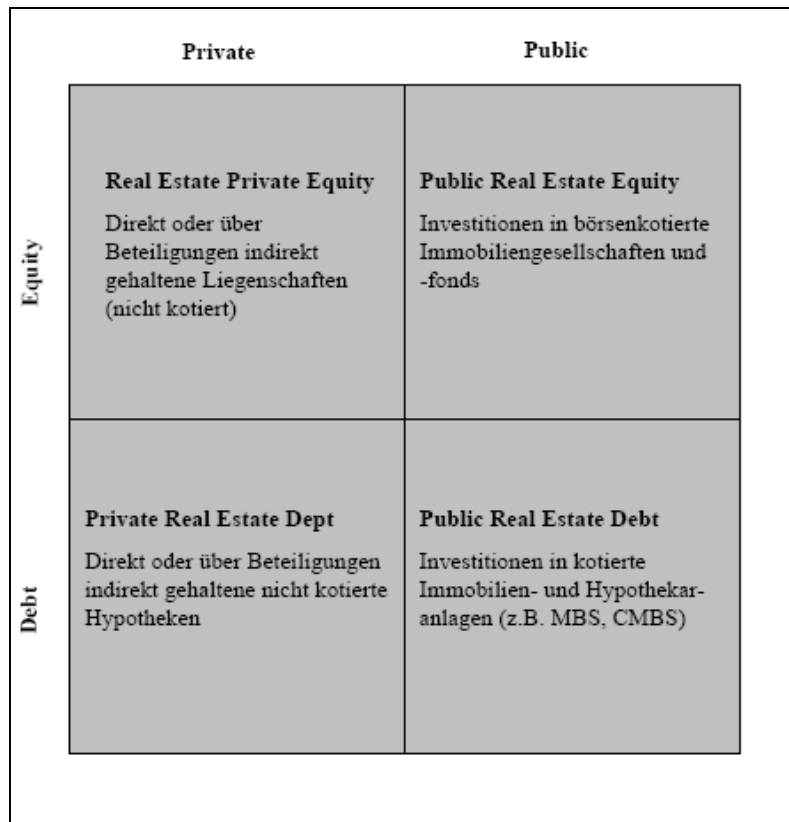 Private
Public
Equity
Real Estate Private Equity
Direkt oder über
Beteiligungen indirekt
gehaltene Liegenschaften
(nicht kotiert)
Public Real Estate Equity
Investitionen in börsenkotierte
Immobiliengesellschaften und
-fonds
Debt
Private Real Estate Dept
Direkt oder über Beteiligungen
indirekt gehaltene nicht kotierte
Hypotheken
Public Real Estate Debt
Investitionen in kotierte
Immobilien- und Hypothekar-
anlagen (z.B. MBS, CMBS)